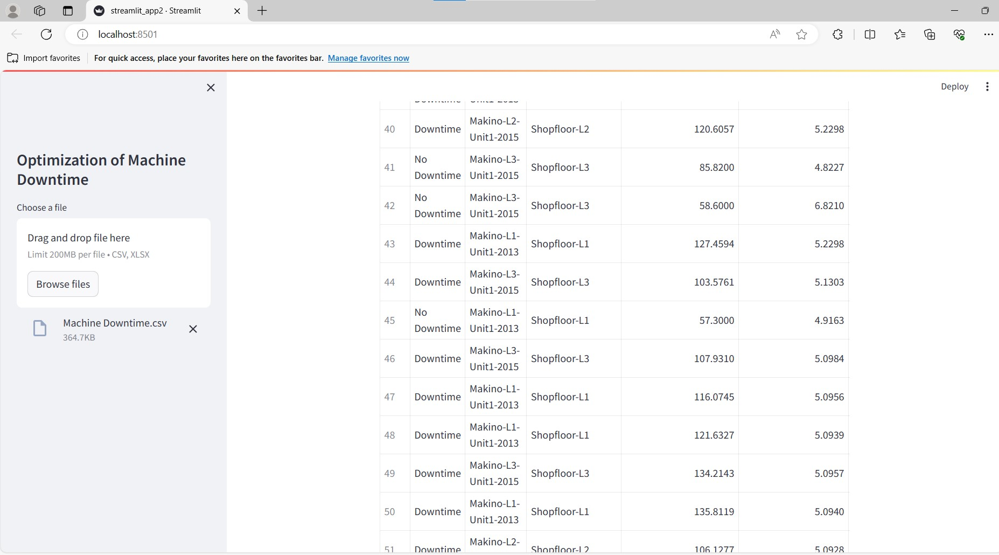 streamlit_app2 · Streamlit
localhost:8501
Import favorites
For quick access, place your favorites here on the favorites bar. Manage favorites now
Deploy
Optimization of Machine
Downtime
Choose a file
Drag and drop file here
Limit 200MB per file • CSV, XLSX
Browse files
Machine Downtime.csv
364.7KB
40 Downtime Makino-L2- Shopfloor-L2 120.6057 5.2298
Unit1-2015
No Makino-L3-
41 Shopfloor-L3 85.8200 4.8227
Downtime Unit1-2015
No Makino-L3-
42 Shopfloor-L3 58.6000 6.8210
Downtime Unit1-2015
43 Downtime Makino-L1- Shopfloor-L1 127.4594 5.2298
Unit1-2013
44 Downtime Makino-L3- Shopfloor-L3 103.5761 5.1303
Unit1-2015
No Makino-L1-
45 Shopfloor-L1 57.3000 4.9163
Downtime Unit1-2013
46 Downtime Makino-L3- Shopfloor-L3 107.9310 5.0984
Unit1-2015
47 Downtime Makino-L1- Shopfloor-L1 116.0745 5.0956
Unit1-2013
48 Downtime Makino-L1- Shopfloor-L1 121.6327 5.0939
Unit1-2013
49 Downtime Makino-L3- Shopfloor-L3 134.2143 5.0957
Unit1-2015
50 Downtime Makino-L1- Shopfloor-L1 135.8119 5.0940
Unit1-2013
Makino-L2-
51 Downtime Shopfloor-L2 106.1277 5.0928